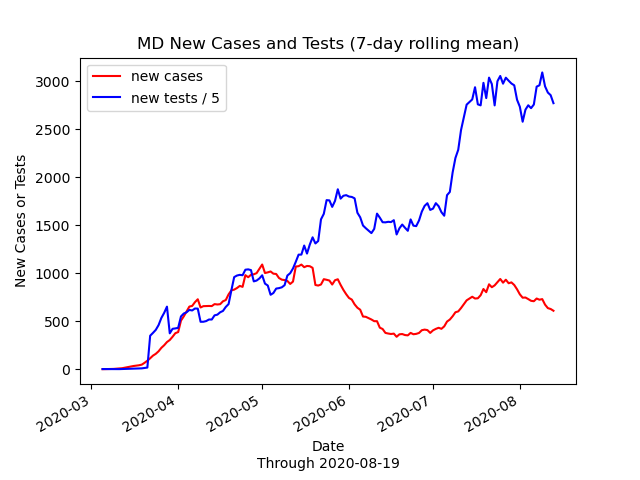 MD New Cases and Tests (7-day rolling mean)
new cases
new tests / 5
New Cases or Tests
3000
2500
2000
1500
1000
500
0
2020-03
2020-04
2020-05
2020-06
2020-07
2020-08
Date
Through 2020-08-19